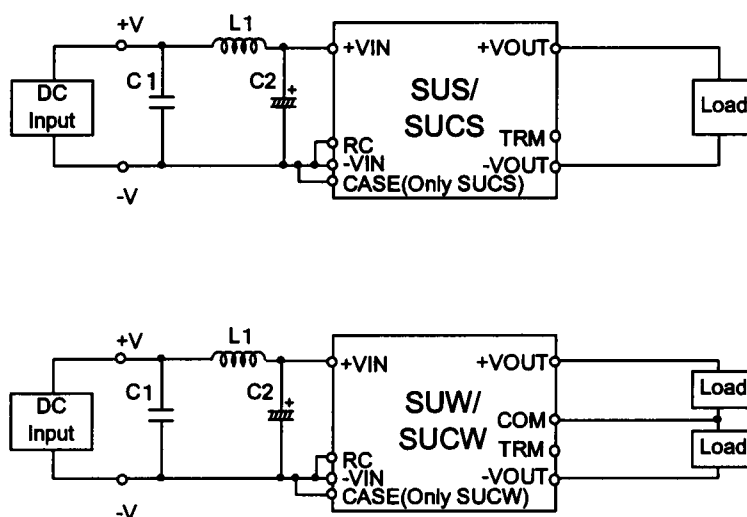 +V
L1
+VIN
+VOUT
C1
C2
+
DC
Input
SUS/
SUCS
Load
RC
TRM
-VIN
-VOUT
CASE(Only SUCS)
-V
+V
L1
+VIN
+VOUT
C1
C2
+
Load
DC
Input
SUW/
SUCW
COM
Load
TRM
RC
-VIN
-VOUT
CASE(Only SUCW)
-V